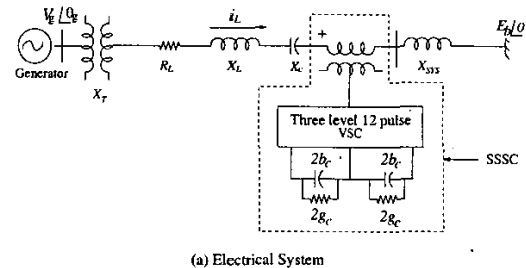 V_g/θ_g
i_L
E_b/0
Generator
X_T
R_L
X_L
X_C
+
X_SYS
Three level 12 pulse
VSC
2b_c
2b_c
2g_c
2g_c
SSSC
(a) Electrical System